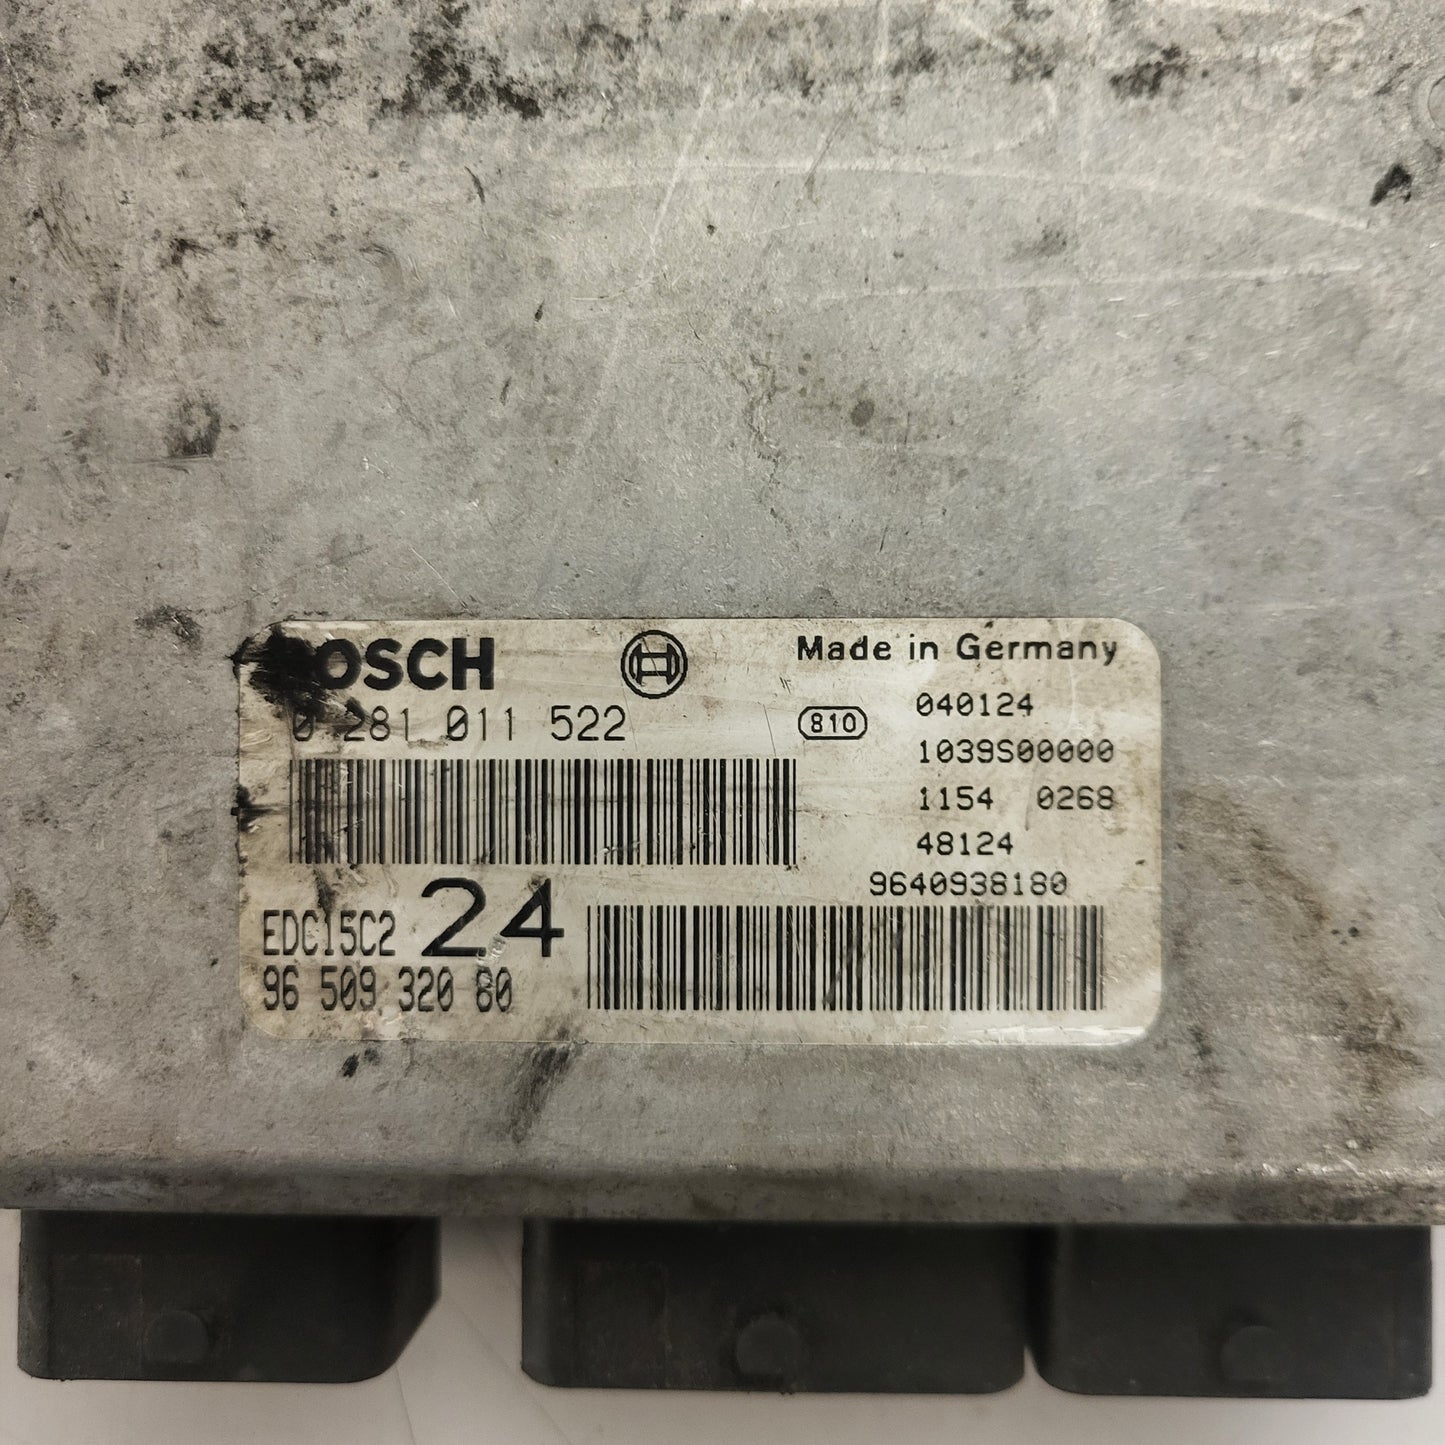 BOSCH
Made in Germany
0 281 011 522
810
040124
1039S00000
1154 0268
48124
9640938180
EDC15C2 24
96 509 320 80